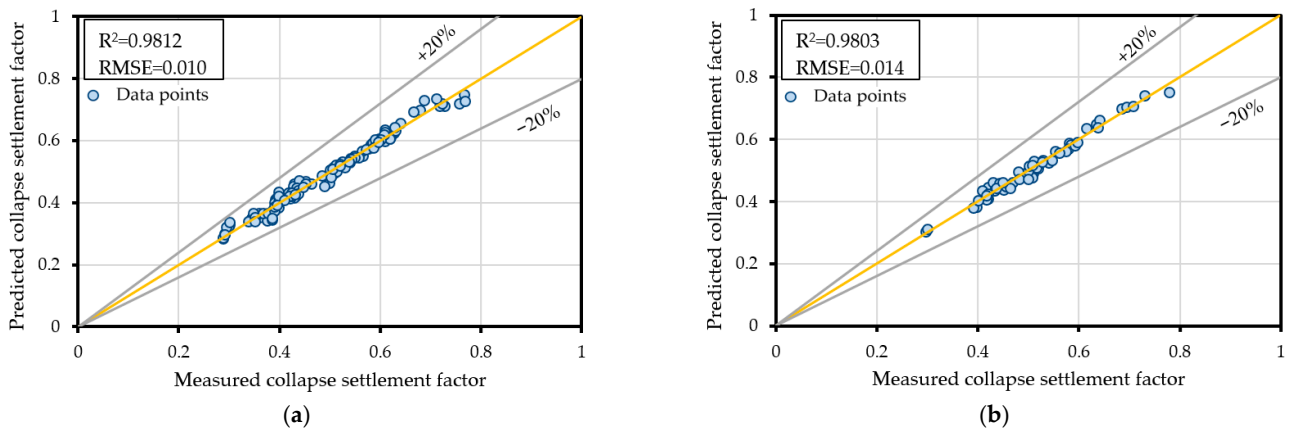 Predicted collapse settlement factor
1
0.8
0.6
0.4
0.2
0
R²=0.9812
RMSE=0.010
Data points
+20%
−20%
0
0.2
0.4
0.6
0.8
1
Measured collapse settlement factor
(a)
Predicted collapse settlement factor
1
0.8
0.6
0.4
0.2
0
R²=0.9803
RMSE=0.014
Data points
+20%
−20%
0
0.2
0.4
0.6
0.8
1
Measured collapse settlement factor
(b)